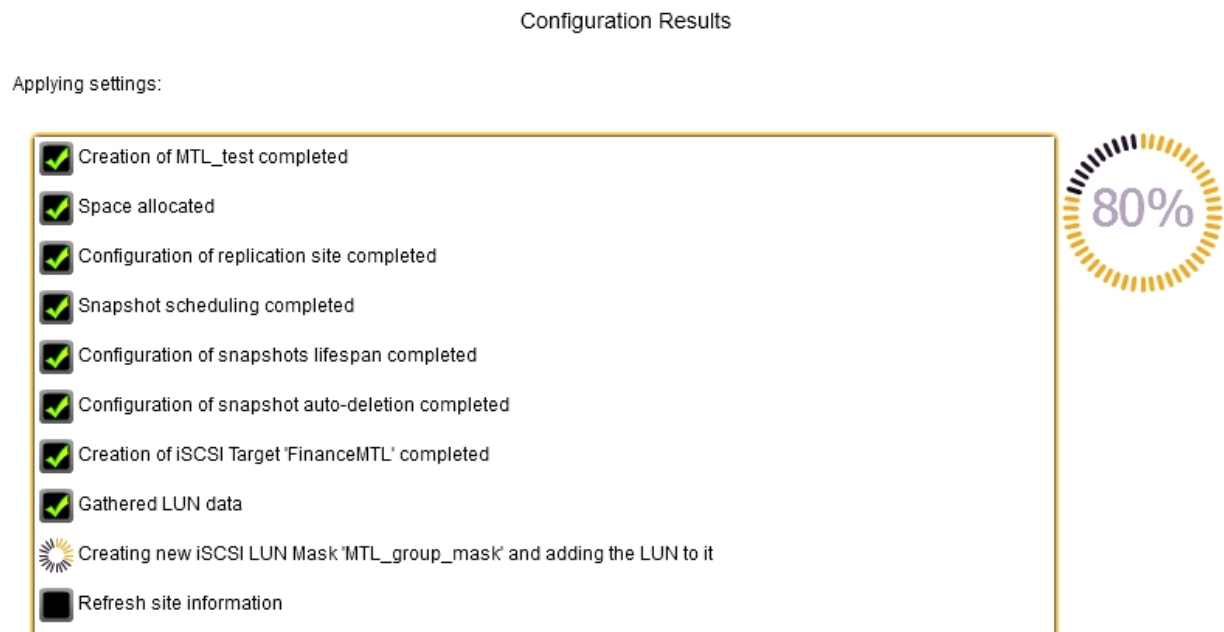 Configuration Results
Applying settings:
Creation of MTL_test completed
80%
Space allocated
Configuration of replication site completed
Snapshot scheduling completed
Configuration of snapshots lifespan completed
Configuration of snapshot auto-deletion completed
Creation of iSCSI Target 'FinanceMTL' completed
Gathered LUN data
Creating new iSCSI LUN Mask 'MTL_group_mask' and adding the LUN to it
Refresh site information